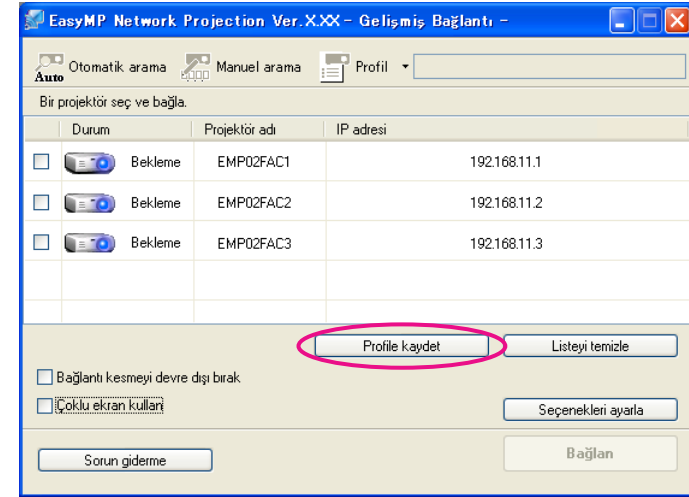 EasyMP Network Projection Ver.X.XX - Gelişmiş Bağlantı -
Auto Otomatik arama Manuel arama Profil
Bir projektör seç ve bağla.
Durum Projektör adı IP adresi
Bekleme EMP02FAC1 192.168.11.1
Bekleme EMP02FAC2 192.168.11.2
Bekleme EMP02FAC3 192.168.11.3
Profile kaydet Listeyi temizle
Bağlantı kesmeyi devre dışı bırak
Çoklu ekran kullan
Seçenekleri ayarla
Sorun giderme Bağlan